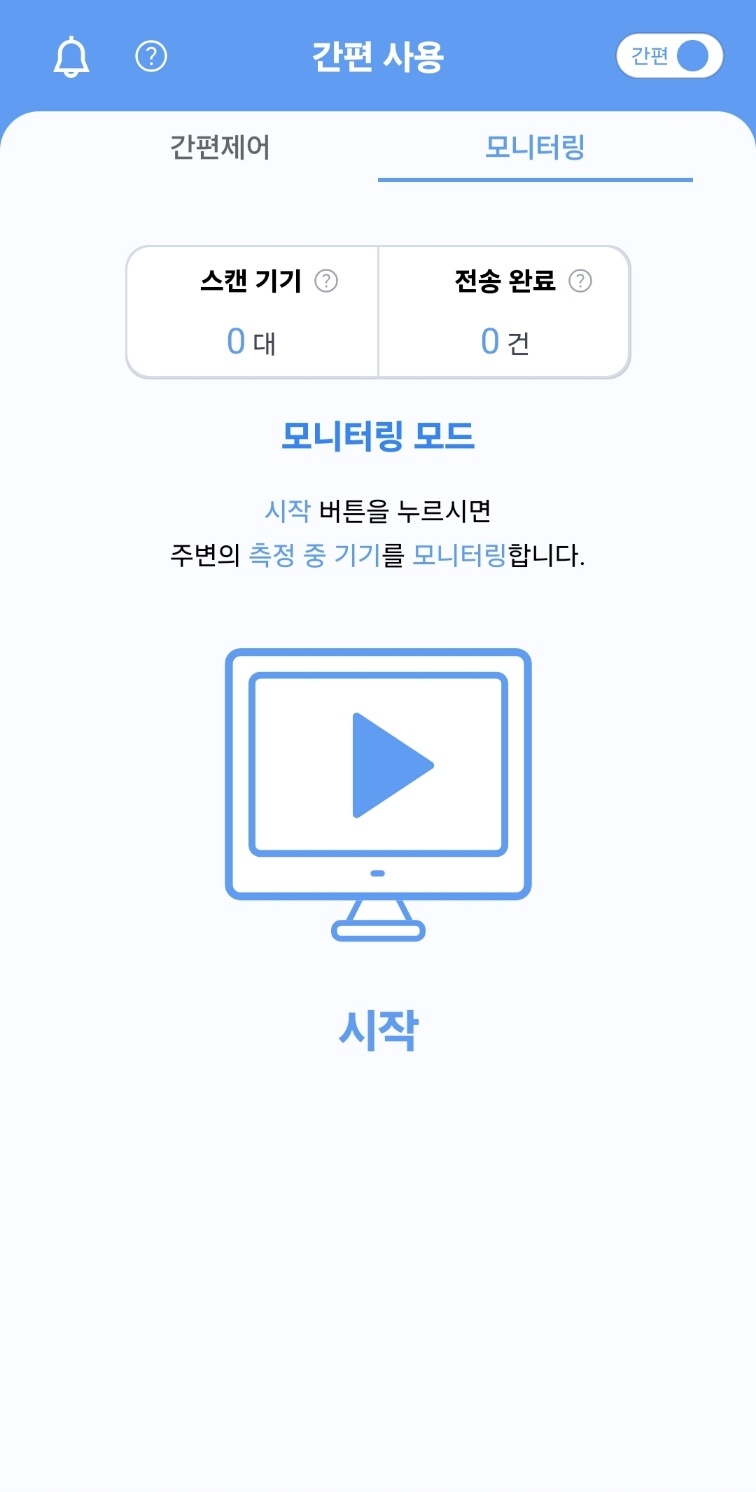 간편 사용
간편
간편제어
모니터링
스캔 기기 ?
전송 완료 ?
0 대
0 건
모니터링 모드
시작 버튼을 누르시면
주변의 측정 중 기기를 모니터링합니다.
시작